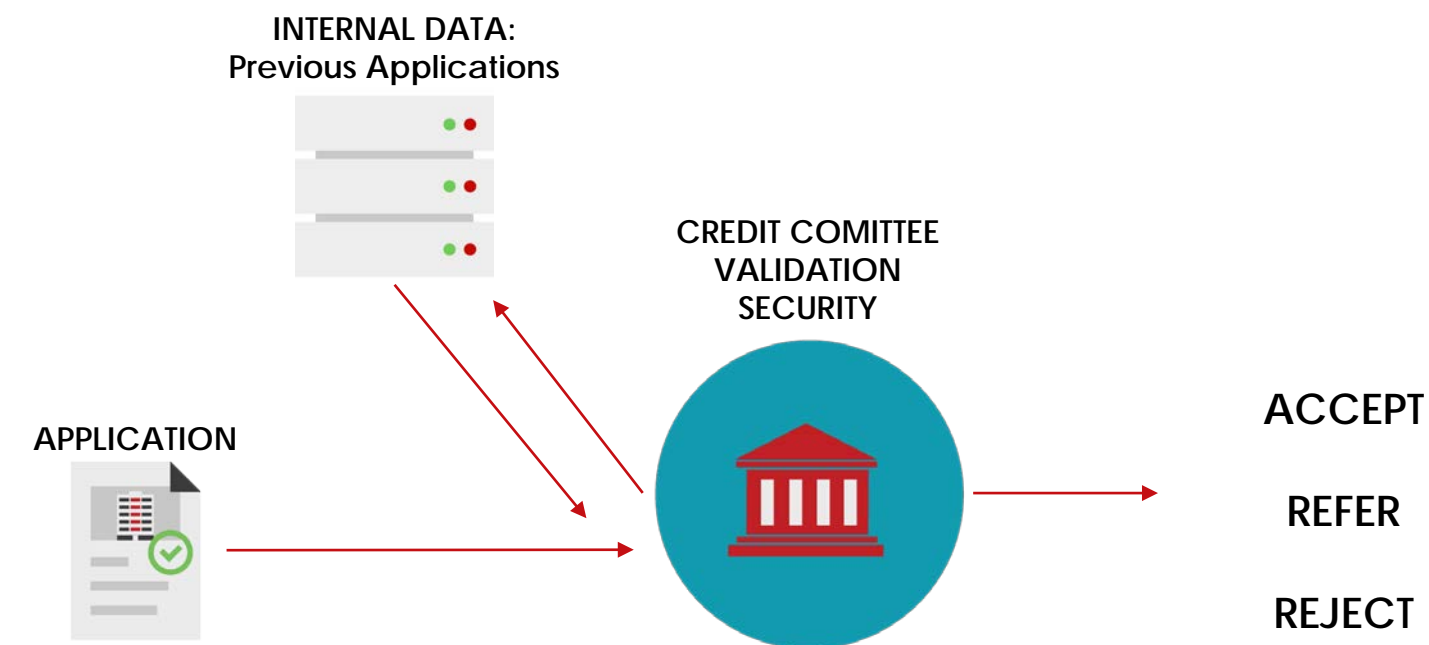 INTERNAL DATA:
Previous Applications
CREDIT COMITTEE
VALIDATION
SECURITY
APPLICATION
ACCEPT
REFER
REJECT